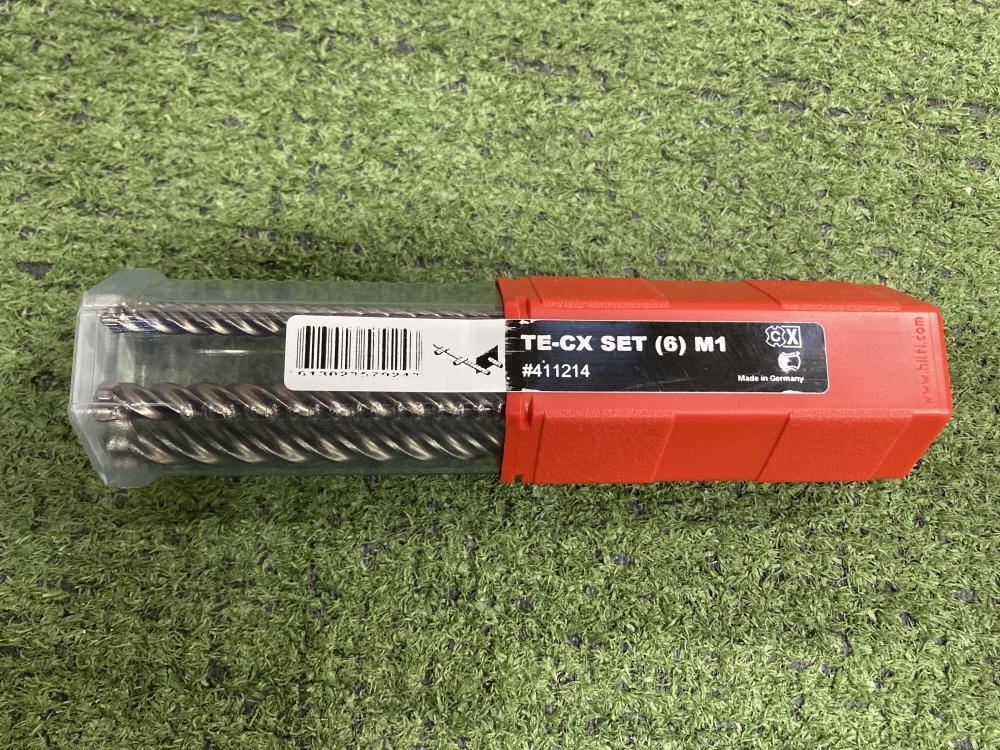 TE-CX SET (6) M1
#411214
CX
Made in Germany
www.hilti.com